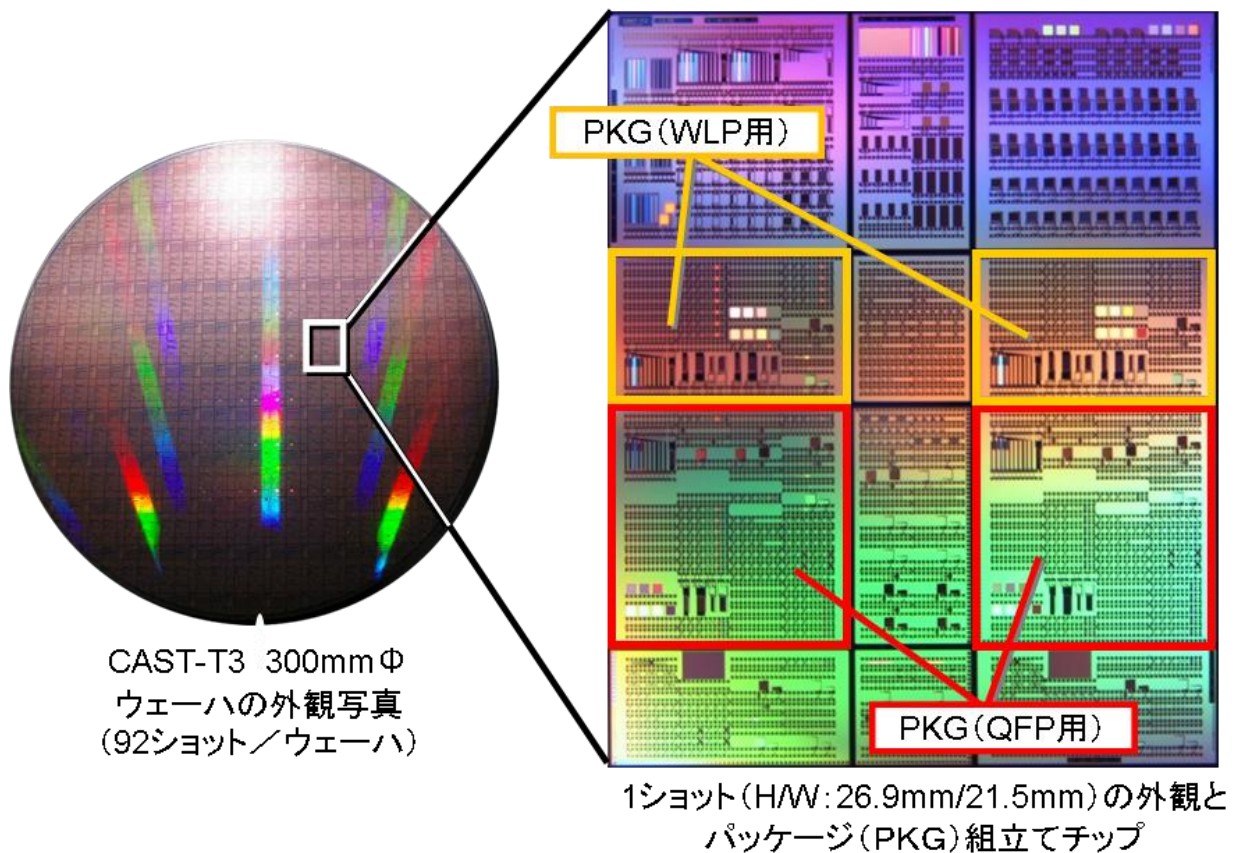 PKG(WLP用)
CAST-T3 300mmΦ
ウェーハの外観写真
(92ショット/ウェーハ)
PKG(QFP用)
1ショット(H/W:26.9mm/21.5mm)の外観と
パッケージ(PKG)組立てチップ